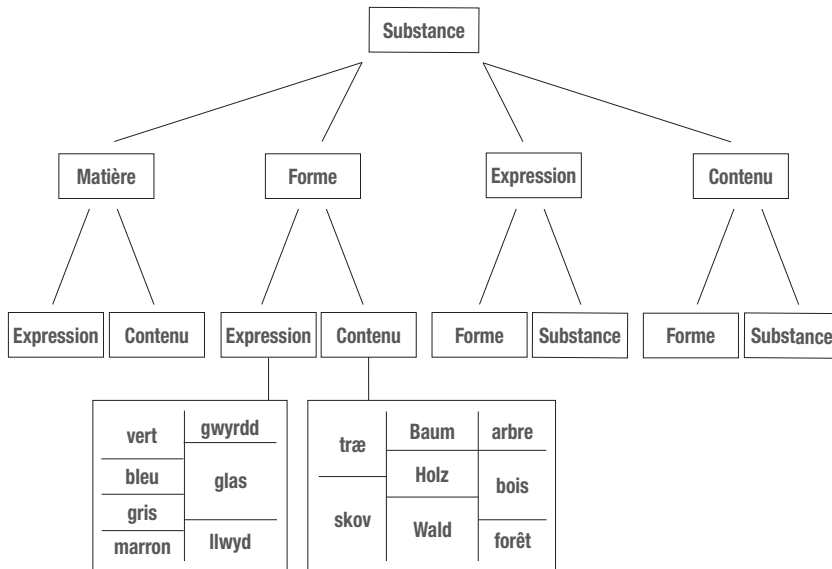 Substance
Matière Forme Expression Contenu
Expression Contenu Expression Contenu Forme Substance Forme Substance
vert gwyrdd
bleu glas
gris
marron llwyd
træ Baum arbre
Holz bois
skov Wald forêt